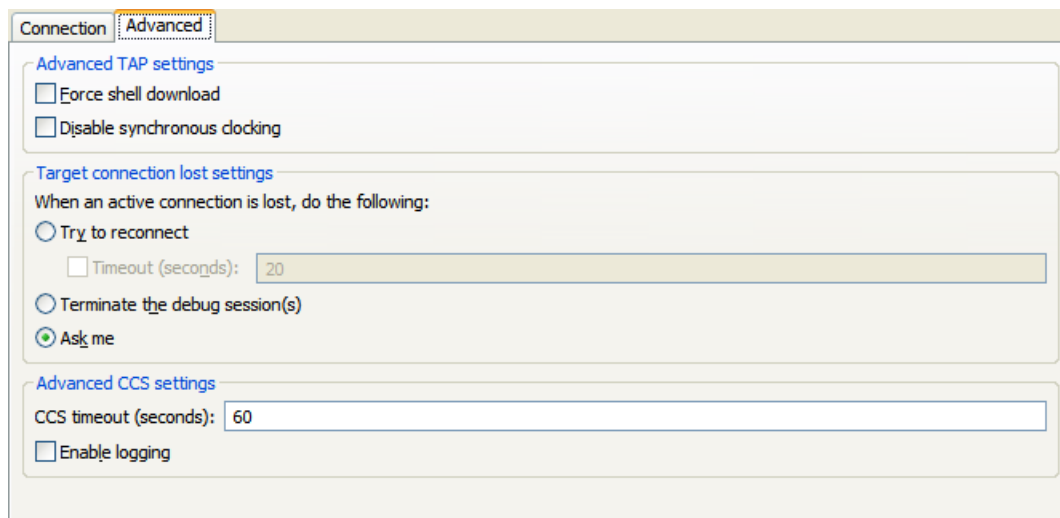 Connection Advanced
Advanced TAP settings
Force shell download
Disable synchronous clocking
Target connection lost settings
When an active connection is lost, do the following:
Try to reconnect
Timeout (seconds): 20
Terminate the debug session(s)
Ask me
Advanced CCS settings
CCS timeout (seconds): 60
Enable logging